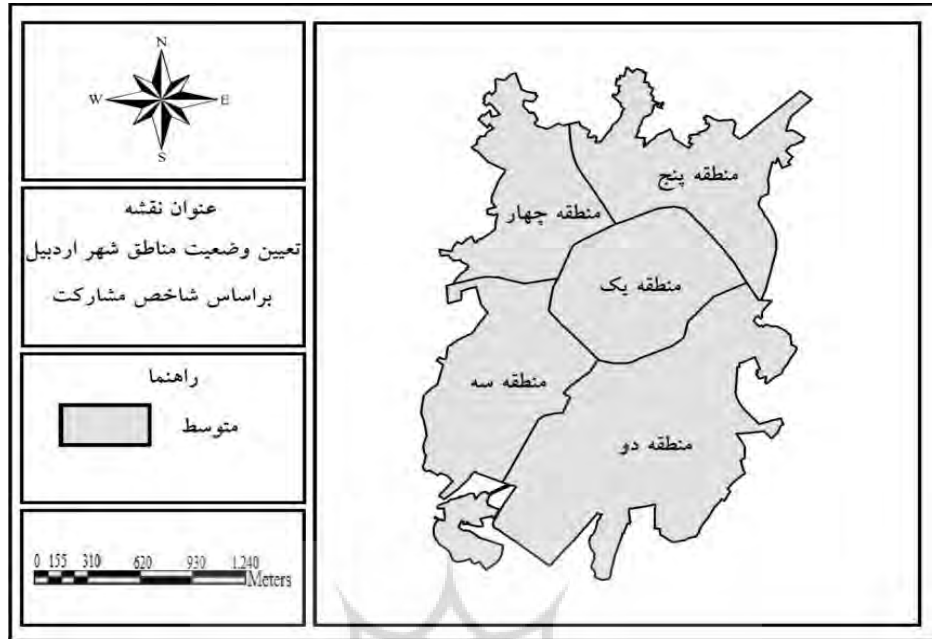 N
W E
S
عنوان نقشه
تعیین وضعیت مناطق شهر اردبیل
براساس شاخص مشارکت
راهنما
متوسط
0 155 310 620 930 1,240
Meters
منطقه پنج
منطقه چهار
منطقه یک
منطقه سه
منطقه دو